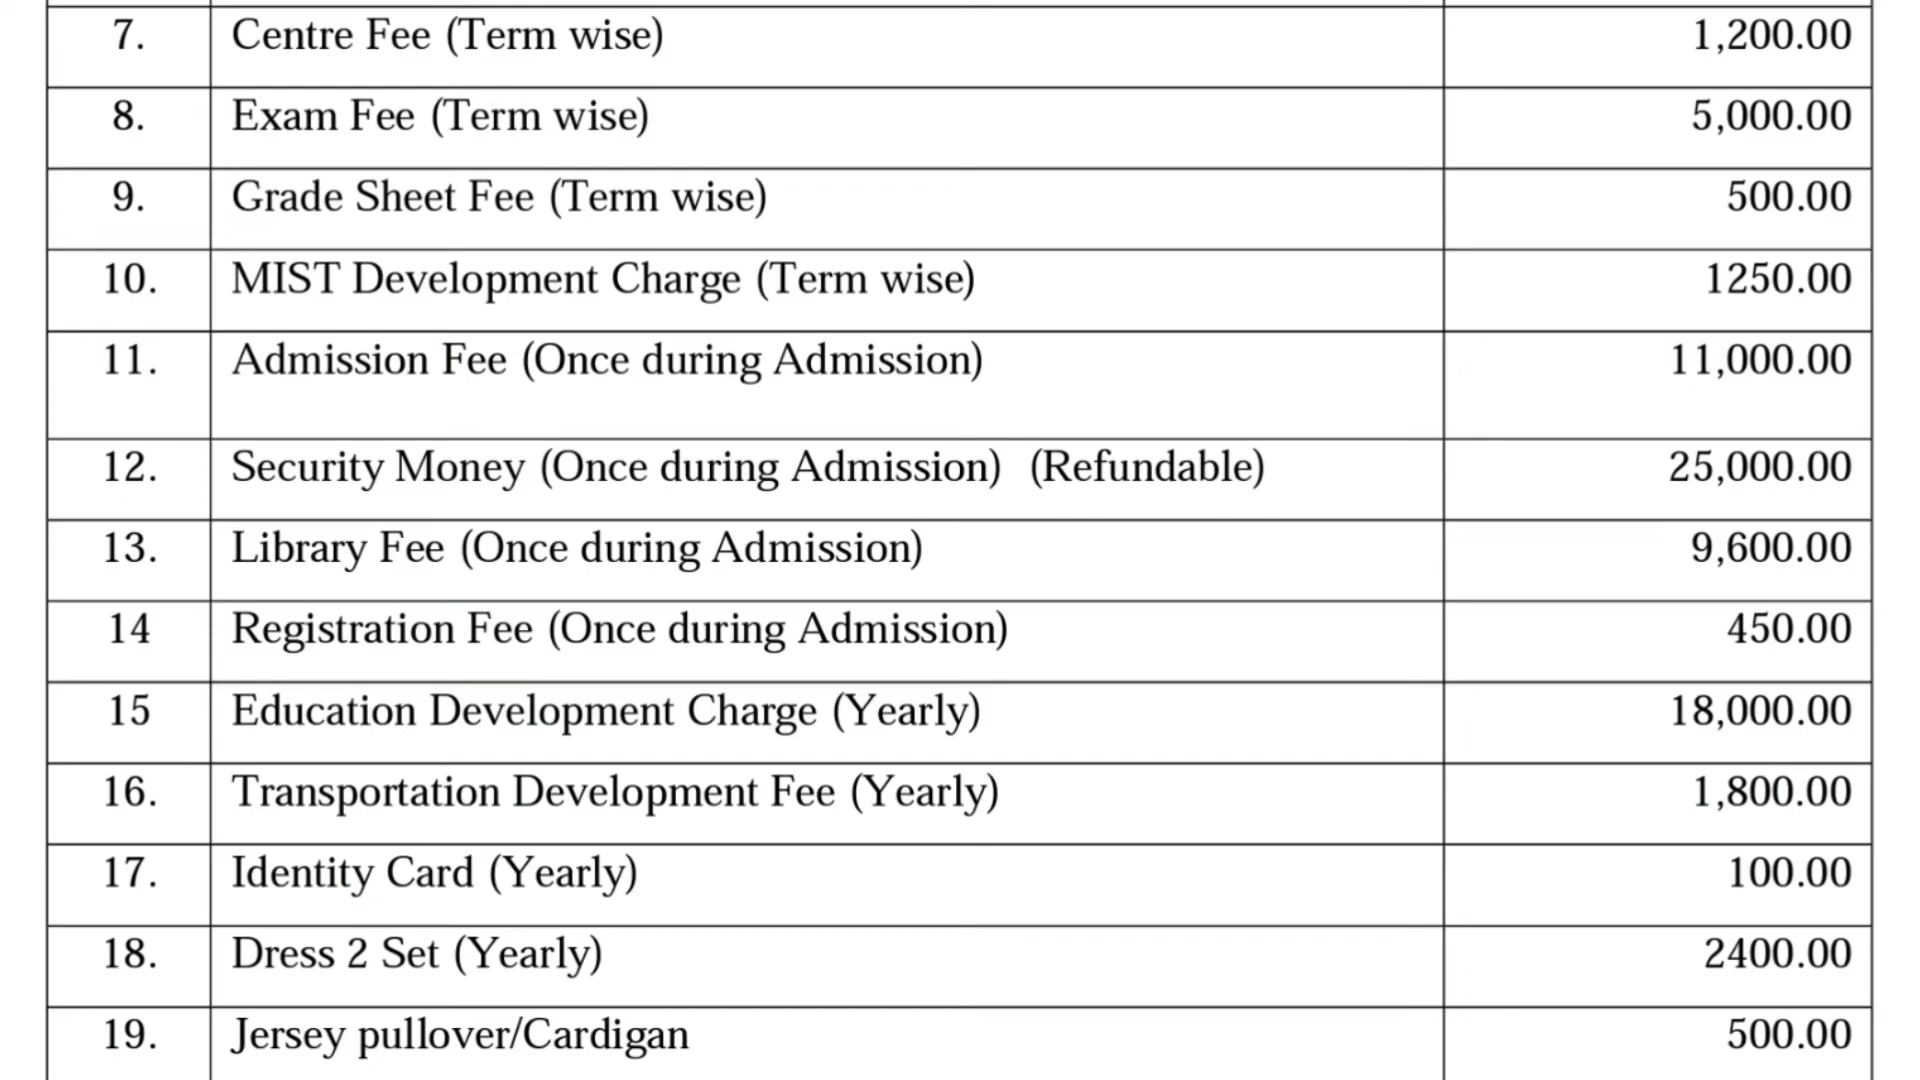 7. Centre Fee (Term wise) 1,200.00
8. Exam Fee (Term wise) 5,000.00
9. Grade Sheet Fee (Term wise) 500.00
10. MIST Development Charge (Term wise) 1250.00
11. Admission Fee (Once during Admission) 11,000.00
12. Security Money (Once during Admission) (Refundable) 25,000.00
13. Library Fee (Once during Admission) 9,600.00
14 Registration Fee (Once during Admission) 450.00
15 Education Development Charge (Yearly) 18,000.00
16. Transportation Development Fee (Yearly) 1,800.00
17. Identity Card (Yearly) 100.00
18. Dress 2 Set (Yearly) 2400.00
19. Jersey pullover/Cardigan 500.00